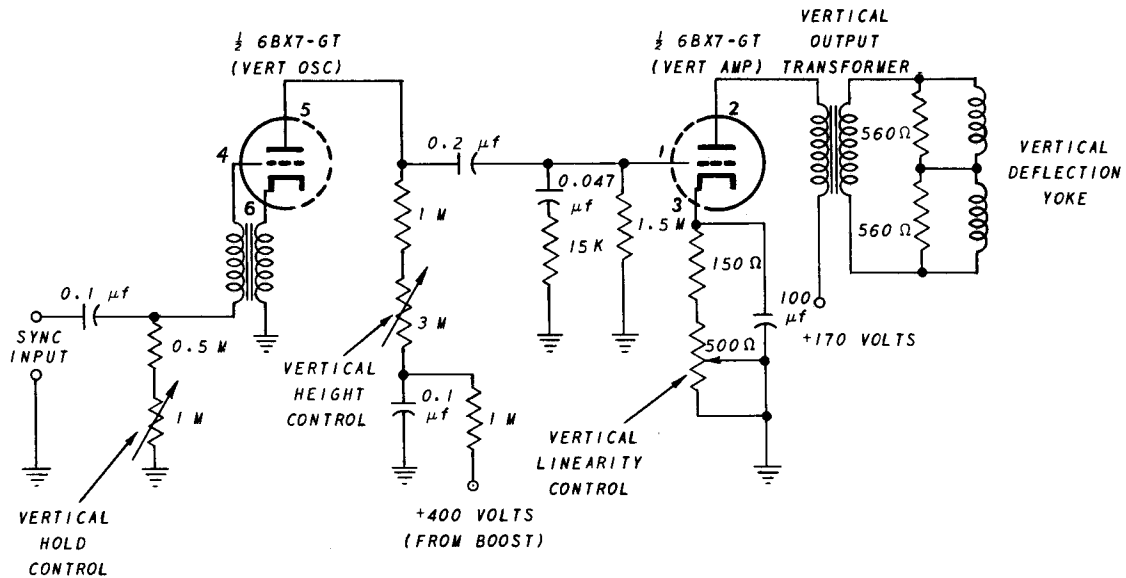 ½ 6BX7-GT
(VERT OSC)
5
4
6
0.1 μf
SYNC
INPUT
0.5 M
1 M
VERTICAL
HOLD
CONTROL
0.2 μf
1 M
3 M
VERTICAL
HEIGHT
CONTROL
0.1
μf
1 M
+400 VOLTS
(FROM BOOST)
0.047
μf
15 K
1.5 M
½ 6BX7-GT
(VERT AMP)
2
1
3
150 Ω
500 Ω
100
μf
VERTICAL
LINEARITY
CONTROL
VERTICAL
OUTPUT
TRANSFORMER
+170 VOLTS
560 Ω
560 Ω
VERTICAL
DEFLECTION
YOKE